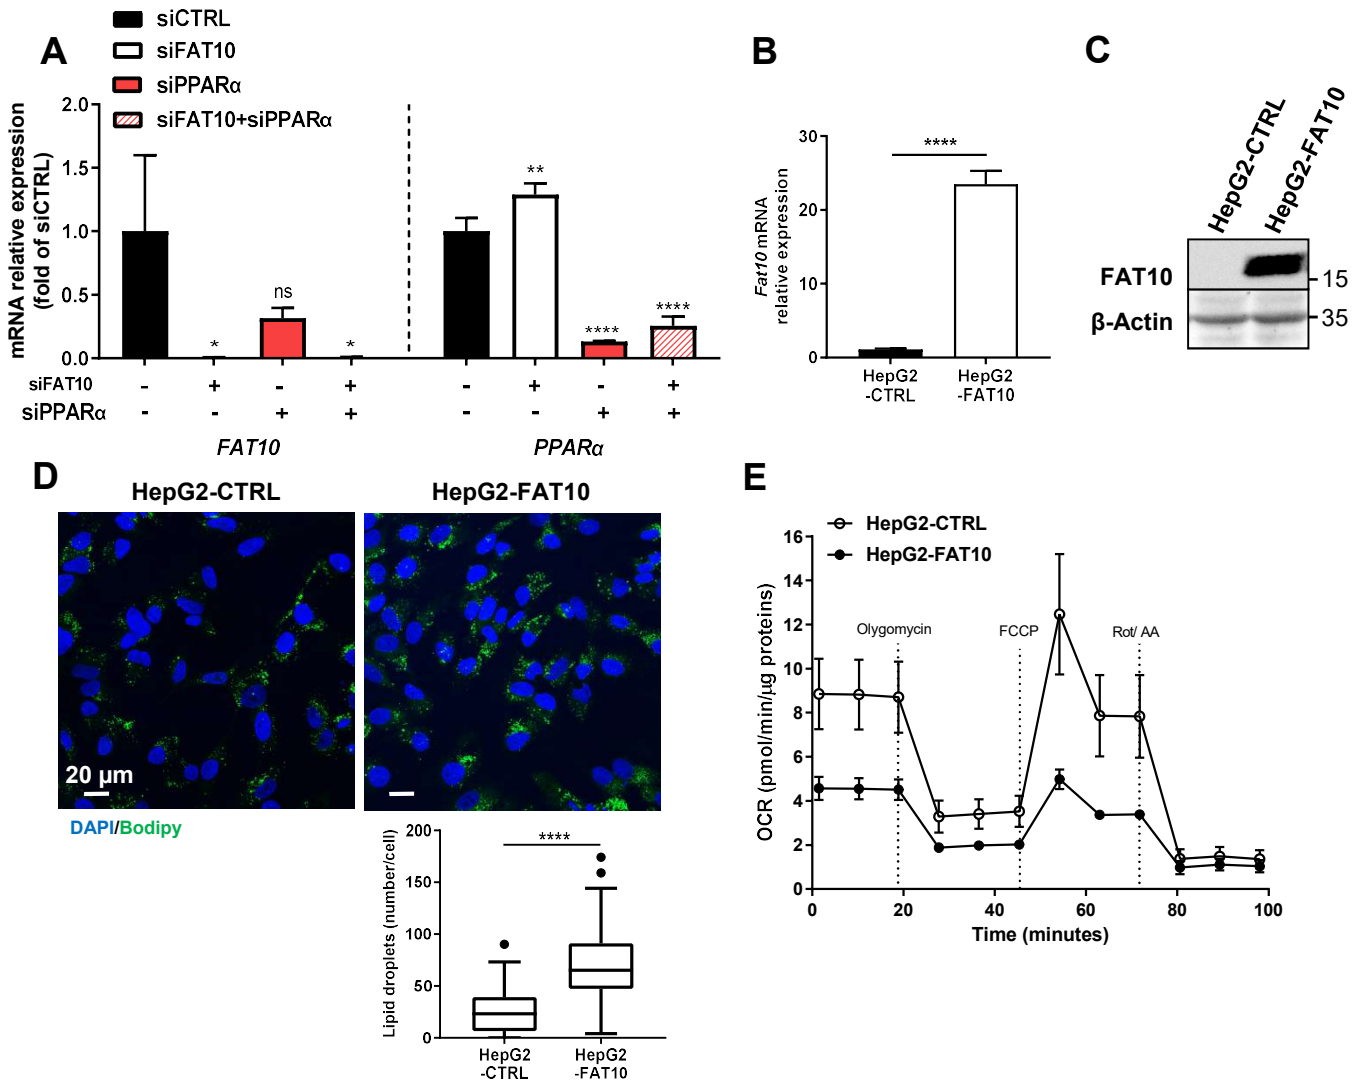 A
siCTRL
siFAT10
siPPARα
siFAT10+siPPARα
mRNA relative expression
(fold of siCTRL)
2.0
1.5
1.0
0.5
0.0
* ns *
** **** ****
siFAT10 - + - + - + - +
siPPARα - - + + - - + +
FAT10 PPARα
B
Fat10 mRNA
relative expression
30
20
10
0
****
HepG2
-CTRL
HepG2
-FAT10
C
HepG2-CTRL
HepG2-FAT10
FAT10 15
β-Actin 35
D
HepG2-CTRL HepG2-FAT10
20 µm
DAPI/Bodipy
Lipid droplets (number/cell)
200
150
100
50
0
****
HepG2
-CTRL
HepG2
-FAT10
E
HepG2-CTRL
HepG2-FAT10
OCR (pmol/min/µg proteins)
16
14
12
10
8
6
4
2
0
Olygomycin FCCP Rot/ AA
0 20 40 60 80 100
Time (minutes)